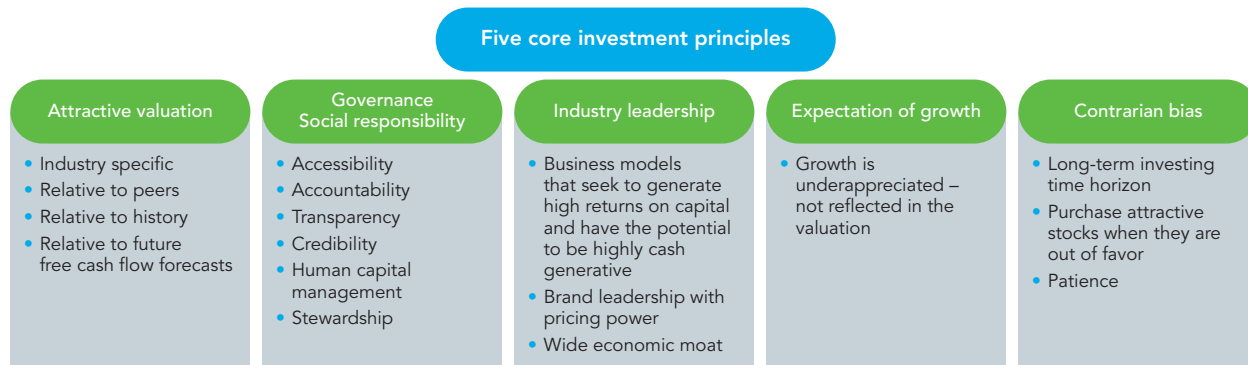 Five core investment principles
Attractive valuation
• Industry specific
• Relative to peers
• Relative to history
• Relative to future
free cash flow forecasts
Governance
Social responsibility
• Accessibility
• Accountability
• Transparency
• Credibility
• Human capital
management
• Stewardship
Industry leadership
• Business models
that seek to generate
high returns on capital
and have the potential
to be highly cash
generative
• Brand leadership with
pricing power
• Wide economic moat
Expectation of growth
• Growth is
underappreciated –
not reflected in the
valuation
Contrarian bias
• Long-term investing
time horizon
• Purchase attractive
stocks when they are
out of favor
• Patience